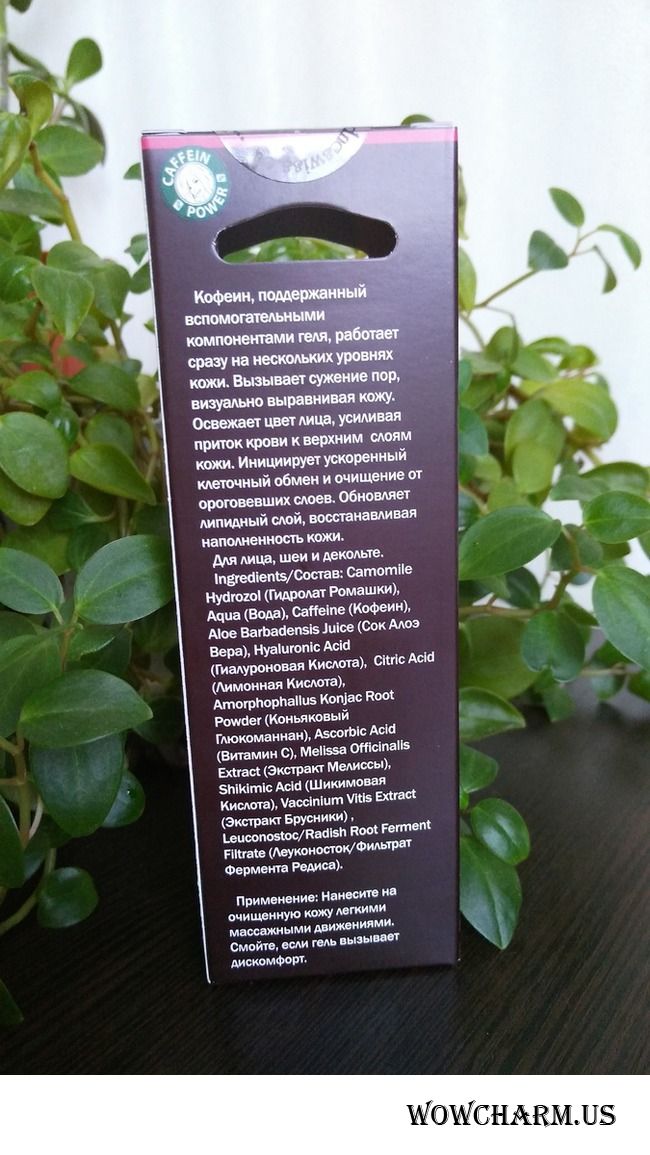 CAFFEIN
POWER
Кофеин, поддержанный
вспомогательными
компонентами геля, работает
сразу на нескольких уровнях
кожи. Вызывает сужение пор,
визуально выравнивая кожу.
Освежает цвет лица, усиливая
приток крови к верхним слоям
кожи. Инициирует ускоренный
клеточный обмен и очищение от
ороговевших слоев. Обновляет
липидный слой, восстанавливая
наполненность кожи.
Для лица, шеи и декольте.
Ingredients/Состав: Camomile
Hydrozol (Гидролат Ромашки),
Aqua (Вода), Caffeine (Кофеин),
Aloe Barbadensis Juice (Сок Алоэ
Вера), Hyaluronic Acid
(Гиалуроновая Кислота), Citric Acid
(Лимонная Кислота),
Amorphophallus Konjac Root
Powder (Коньяковый
Глюкоманнан), Ascorbic Acid
(Витамин С), Melissa Officinalis
Extract (Экстракт Мелиссы),
Shikimic Acid (Шикимовая
Кислота), Vaccinium Vitis Extract
(Экстракт Брусники) ,
Leuconostoc/Radish Root Ferment
Filtrate (Леуконосток/Фильтрат
Фермента Редиса).
Применение: Нанесите на
очищенную кожу легкими
массажными движениями.
Смойте, если гель вызывает
дискомфорт.
WOWCHARM.US